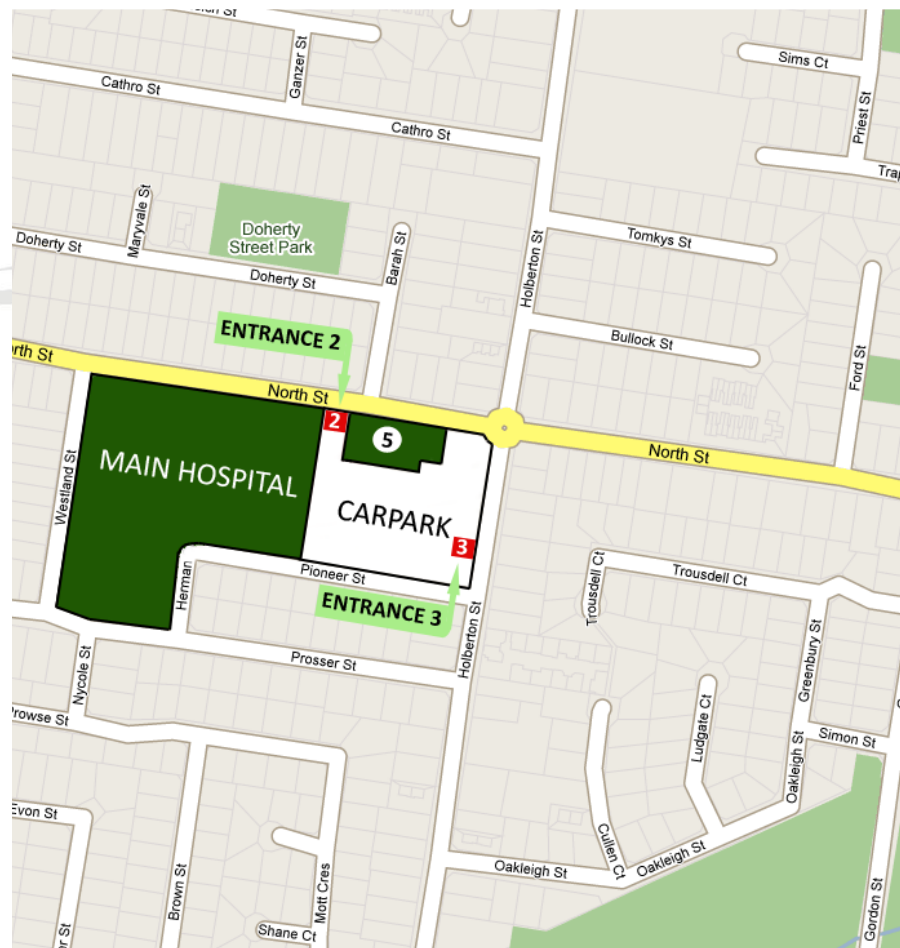 Ganzer St
Sims Ct
Cathro St
Cathro St
Priest St
Maryvale St
Doherty
Street Park
Doherty St
Doherty St
Barah St
Holberton St
Tomkys St
Bullock St
Ford St
ENTRANCE 2
North St
2
5
North St
MAIN HOSPITAL
CARPARK
3
Westland St
Herman
Pioneer St
ENTRANCE 3
Holberton St
Trousdell Ct
Trousdell Ct
Greenbury St
Prosser St
Nycole St
Prowse St
Ludgate Ct
Simon St
Oakleigh St
Evon St
Brown St
Mott Cres
Shane Ct
Cullen Ct
Oakleigh St
Oakleigh St
Gordon St